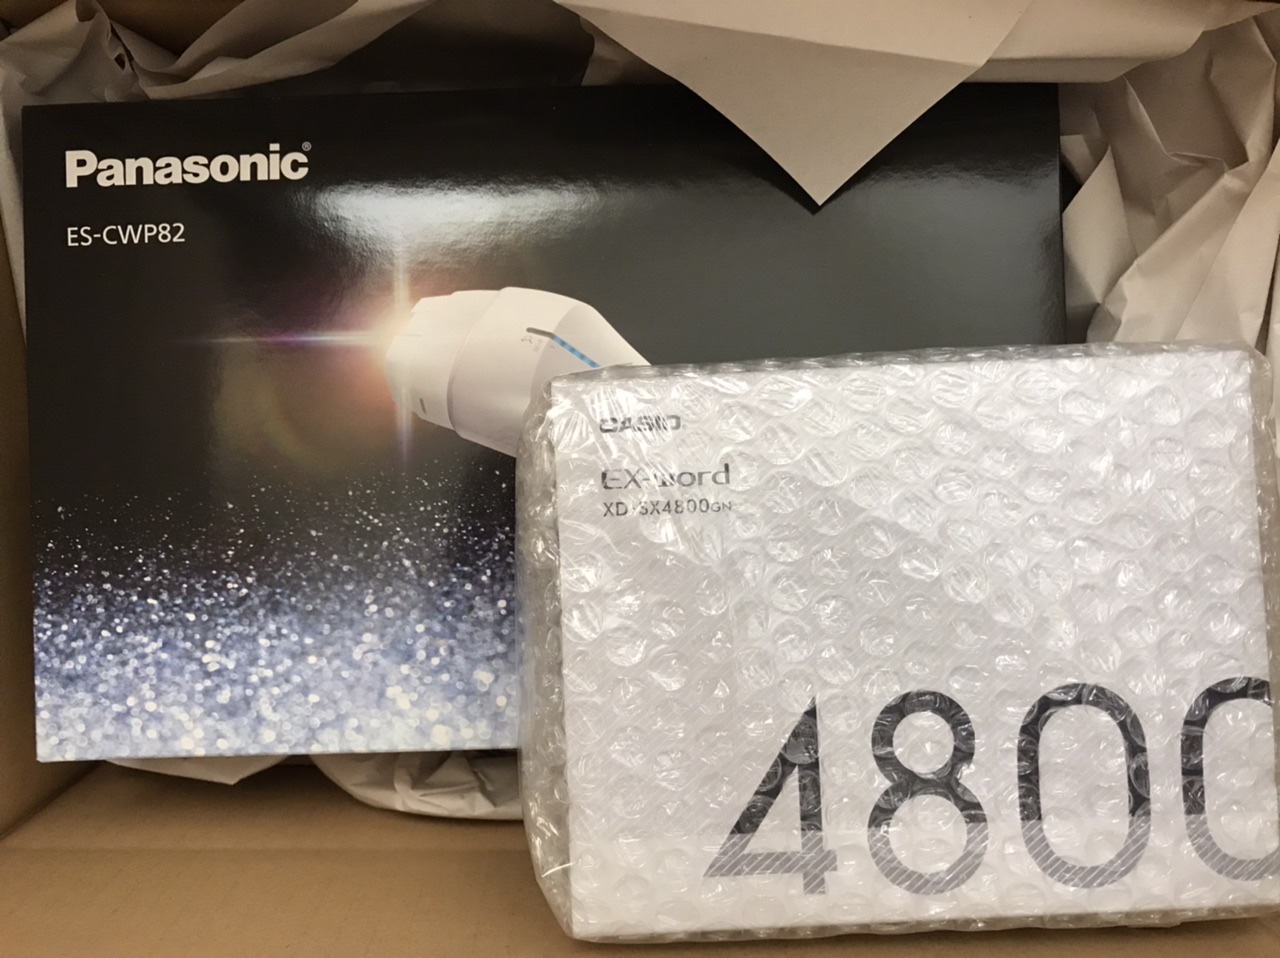 Panasonic®
ES-CWP82
CASIO
EX-word
XD-SX4800GN
4800